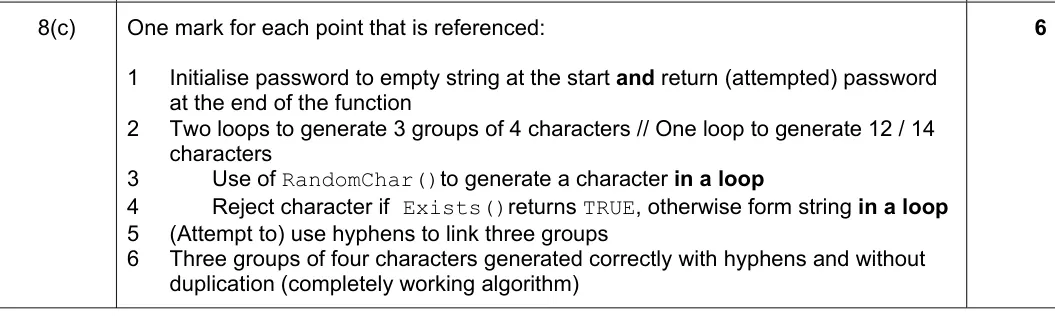 8(c) One mark for each point that is referenced: 6
1 Initialise password to empty string at the start and return (attempted) password
at the end of the function
2 Two loops to generate 3 groups of 4 characters // One loop to generate 12 / 14
characters
3 Use of RandomChar() to generate a character in a loop
4 Reject character if Exists() returns TRUE, otherwise form string in a loop
5 (Attempt to) use hyphens to link three groups
6 Three groups of four characters generated correctly with hyphens and without
duplication (completely working algorithm)